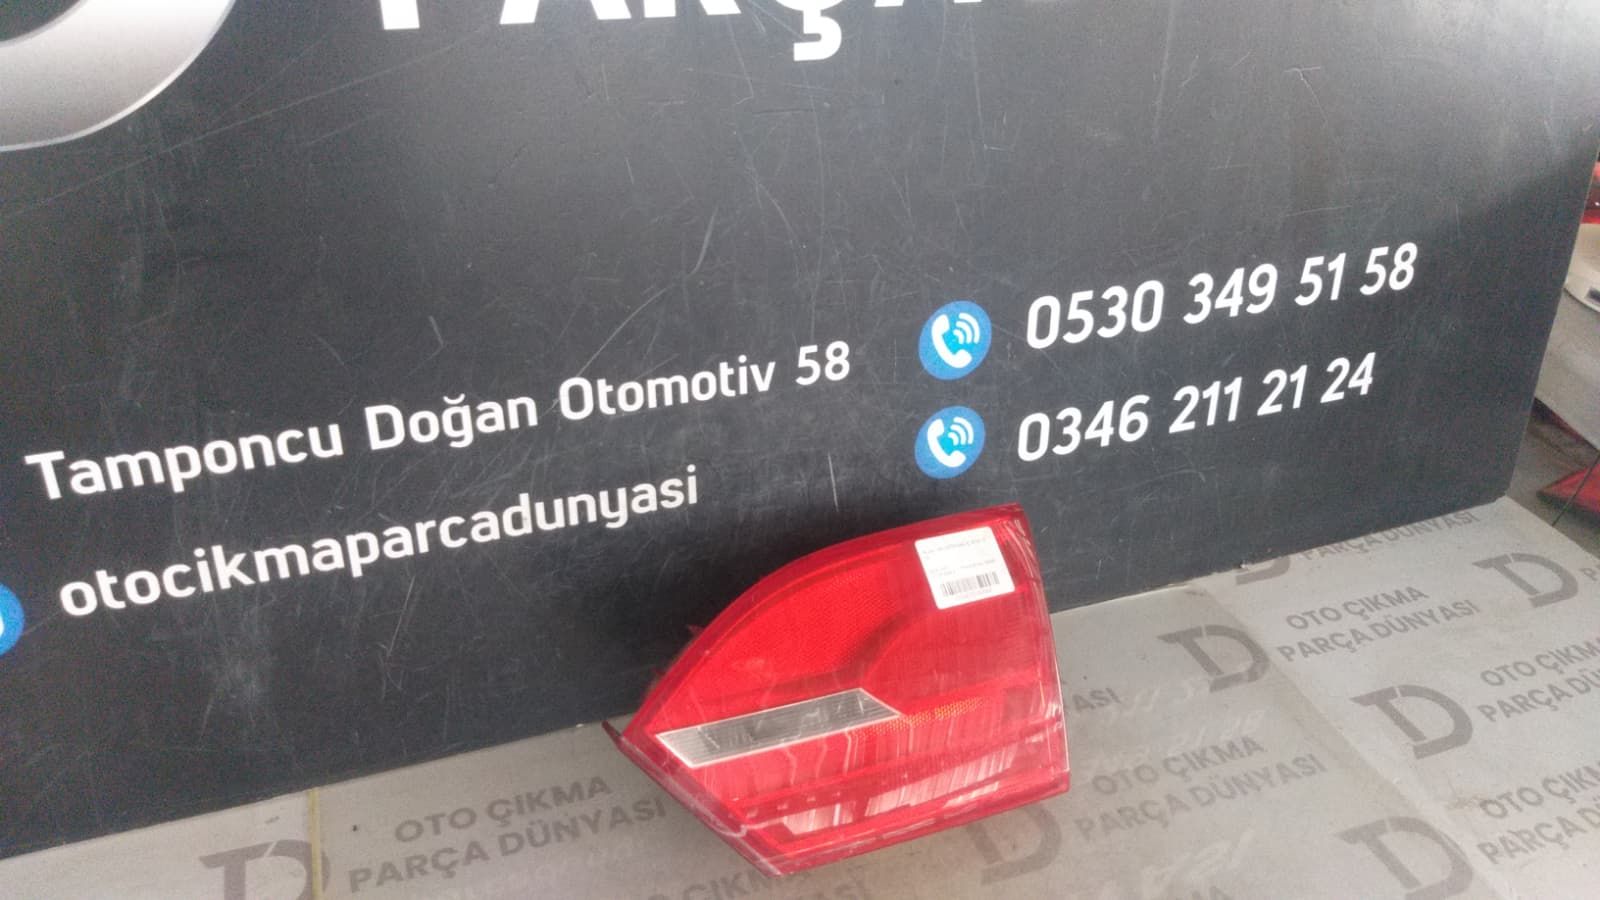 PARÇA
0530 349 51 58
Tamponcu Doğan Otomotiv 58
0346 211 21 24
otocikmaparcadunyasi
OTO ÇIKMA
PARÇA DÜNYASI
OTO ÇIKMA
PARÇA DÜNYASI
OTO ÇIKMA
PARÇA DÜNYASI
OTO ÇIKMA
PARÇA DÜNYASI